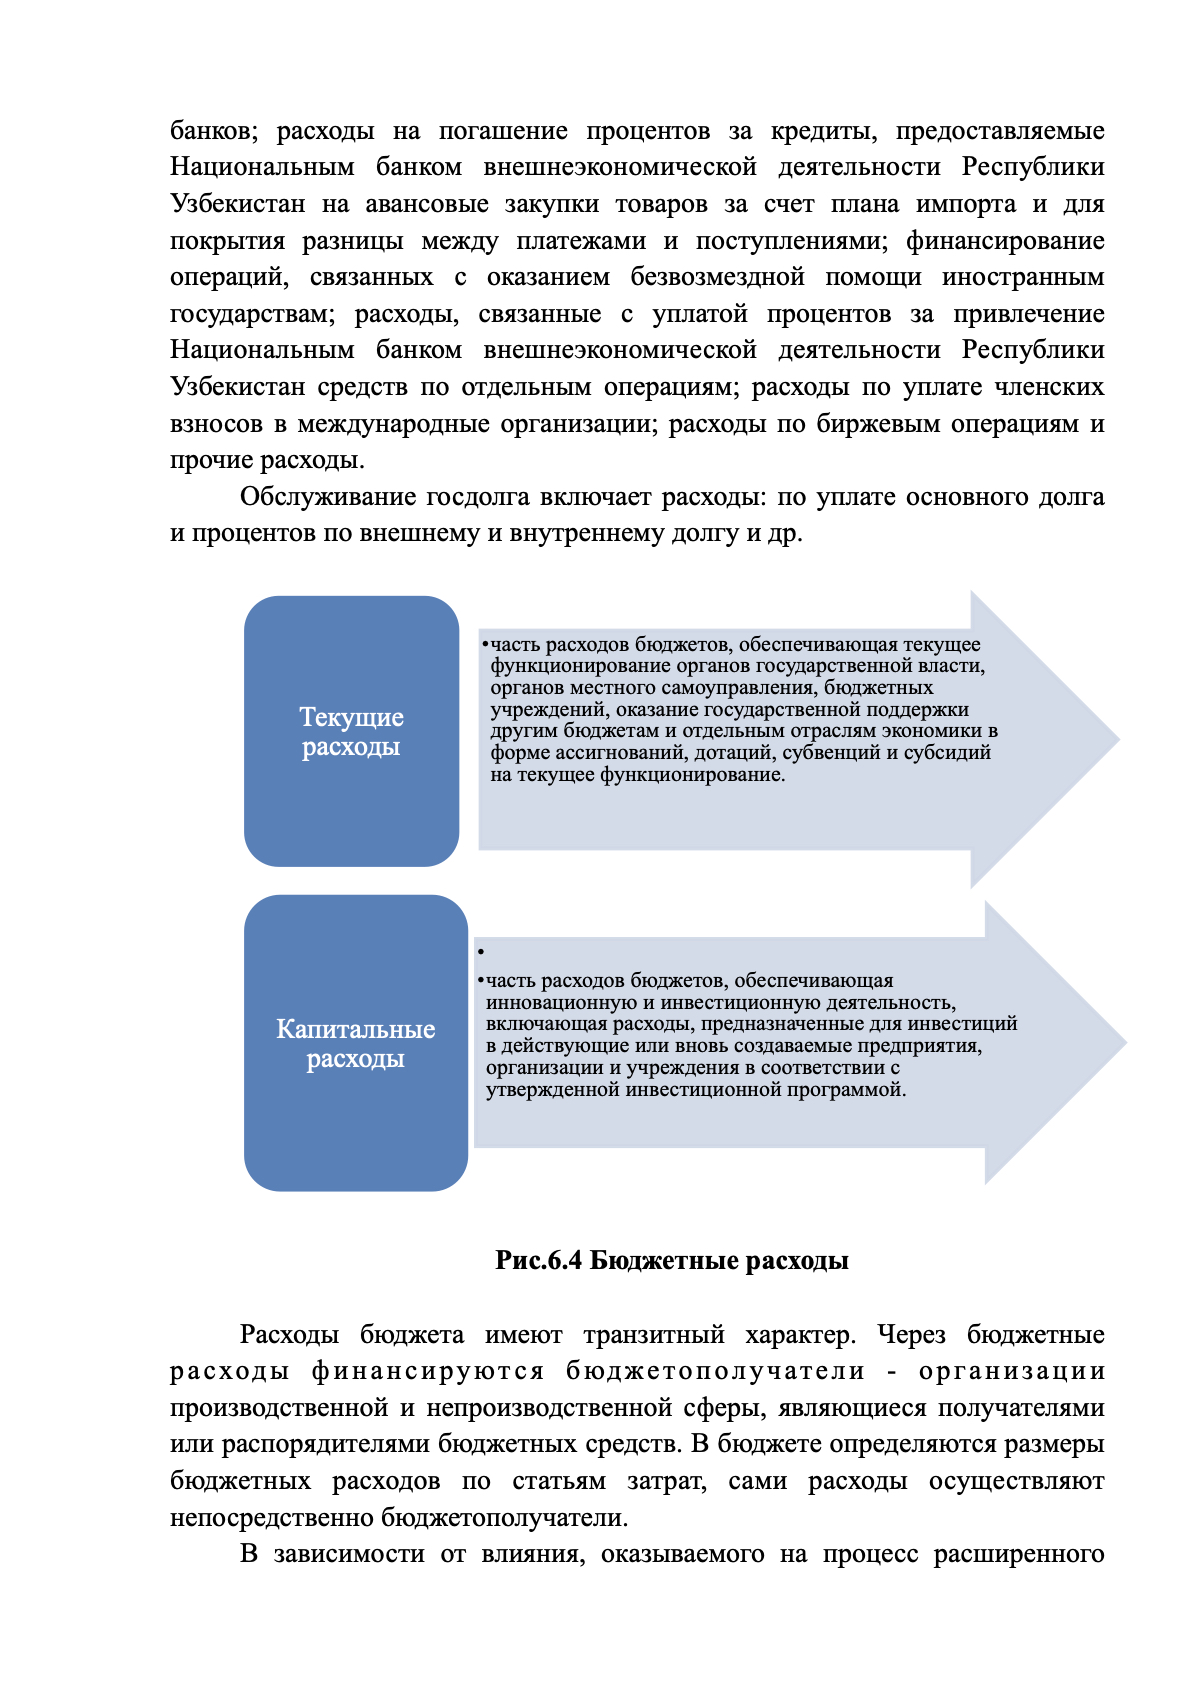 банков; расходы на погашение процентов за кредиты, предоставляемые
Национальным банком внешнеэкономической деятельности Республики
Узбекистан на авансовые закупки товаров за счет плана импорта и для
покрытия разницы между платежами и поступлениями; финансирование
операций, связанных с оказанием безвозмездной помощи иностранным
государствам; расходы, связанные с уплатой процентов за привлечение
Национальным банком внешнеэкономической деятельности Республики
Узбекистан средств по отдельным операциям; расходы по уплате членских
взносов в международные организации; расходы по биржевым операциям и
прочие расходы.
Обслуживание госдолга включает расходы: по уплате основного долга
и процентов по внешнему и внутреннему долгу и др.
Текущие
расходы
•часть расходов бюджетов, обеспечивающая текущее
функционирование органов государственной власти,
органов местного самоуправления, бюджетных
учреждений, оказание государственной поддержки
другим бюджетам и отдельным отраслям экономики в
форме ассигнований, дотаций, субвенций и субсидий
на текущее функционирование.
Капитальные
расходы
•
•часть расходов бюджетов, обеспечивающая
инновационную и инвестиционную деятельность,
включающая расходы, предназначенные для инвестиций
в действующие или вновь создаваемые предприятия,
организации и учреждения в соответствии с
утвержденной инвестиционной программой.
Рис.6.4 Бюджетные расходы
Расходы бюджета имеют транзитный характер. Через бюджетные
расходы финансируются бюджетополучатели - организации
производственной и непроизводственной сферы, являющиеся получателями
или распорядителями бюджетных средств. В бюджете определяются размеры
бюджетных расходов по статьям затрат, сами расходы осуществляют
непосредственно бюджетополучатели.
В зависимости от влияния, оказываемого на процесс расширенного